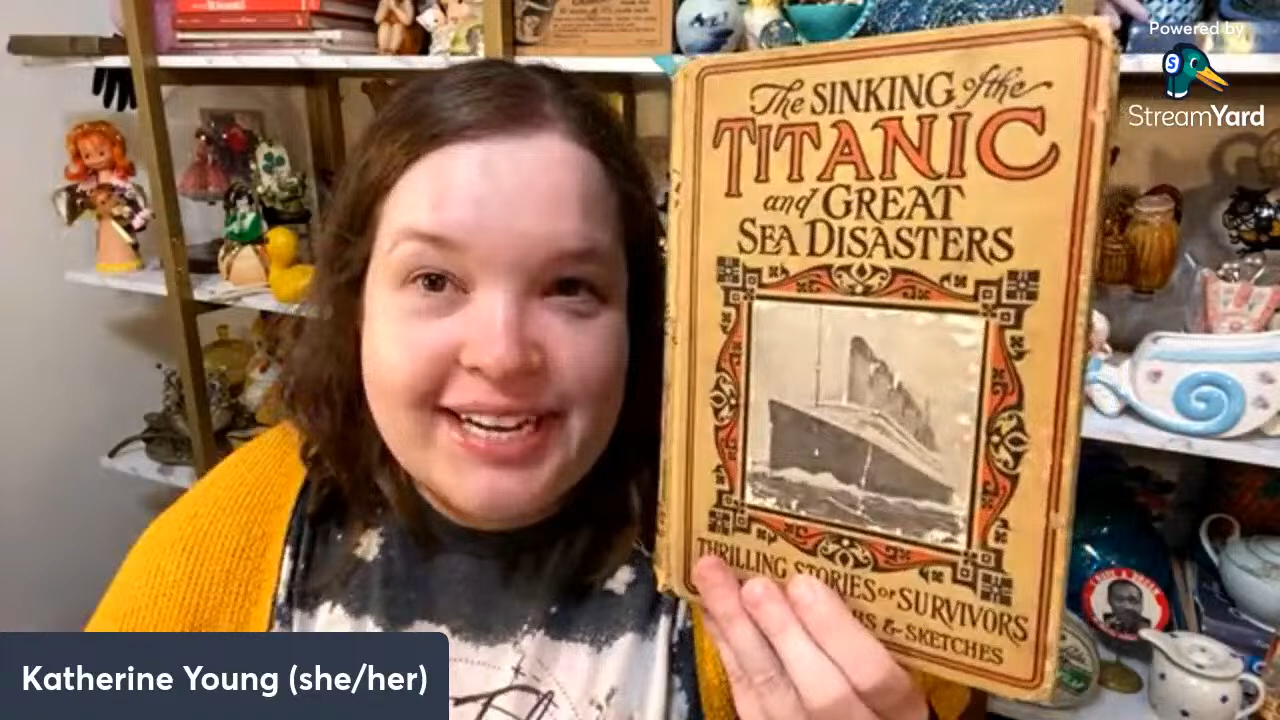 Powered by
StreamYard
The SINKING of the
TITANIC
and GREAT
SEA DISASTERS
THRILLING STORIES OF SURVIVORS
& SKETCHES
Katherine Young (she/her)